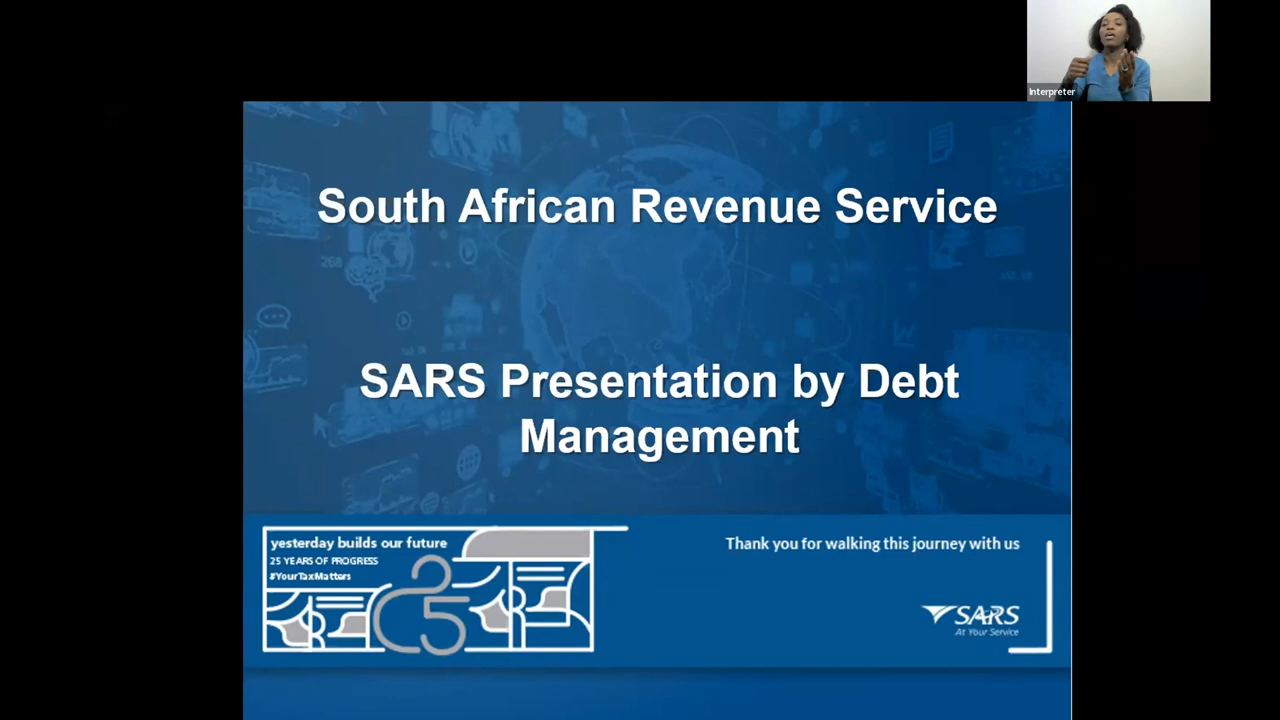 Interpreter
South African Revenue Service
SARS Presentation by Debt
Management
yesterday builds our future
25 YEARS OF PROGRESS
#YourTaxMatters
25
Thank you for walking this journey with us
SARS
At Your Service